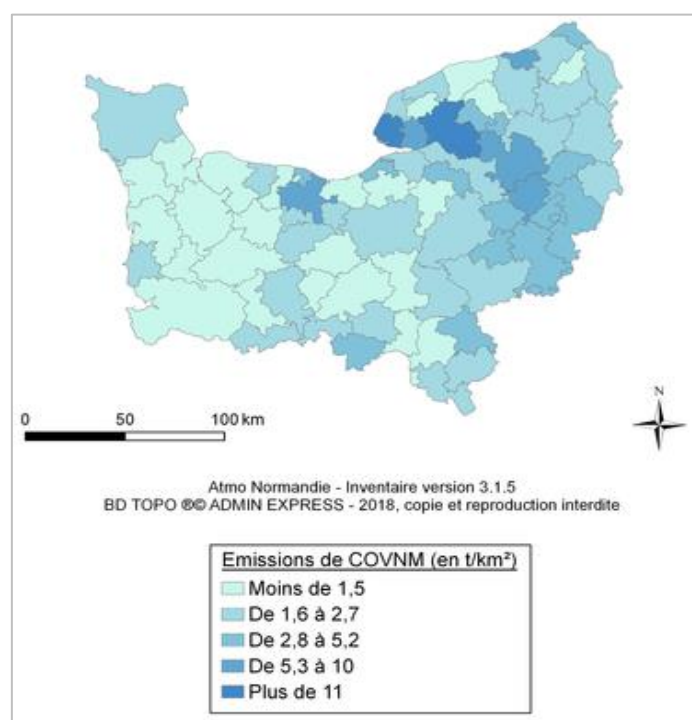 0 50 100 km
N
Atmo Normandie - Inventaire version 3.1.5
BD TOPO ®© ADMIN EXPRESS - 2018, copie et reproduction interdite
Emissions de COVNM (en t/km²)
Moins de 1,5
De 1,6 à 2,7
De 2,8 à 5,2
De 5,3 à 10
Plus de 11